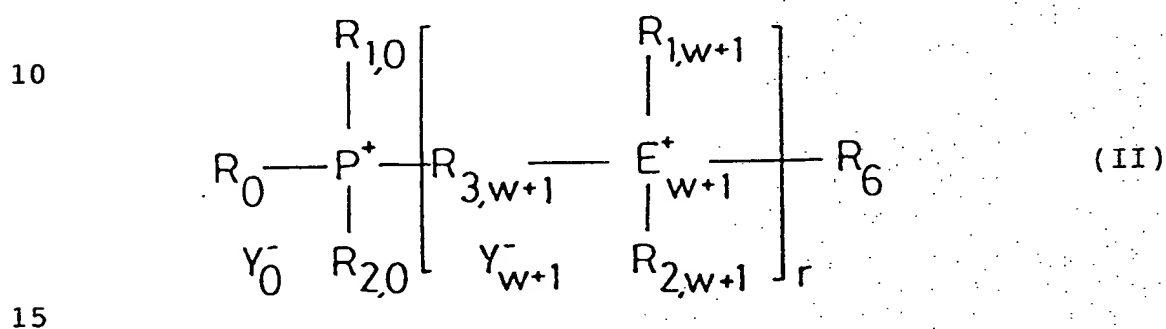 10 R1,0 R1,w+1
R0 P+ R3,w+1 E+w+1 R6 (II)
Y0- R2,0 Y-w+1 R2,w+1 r
15